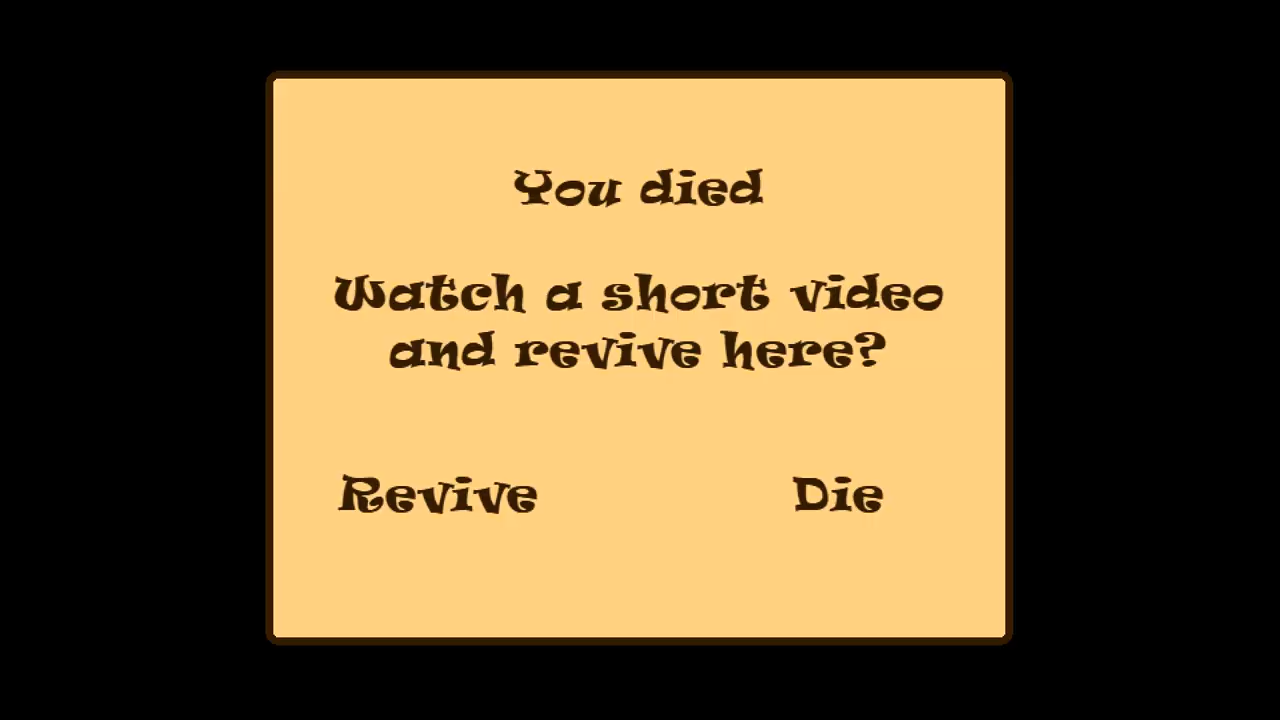 You died
Watch a short video
and revive here?
Revive
Die